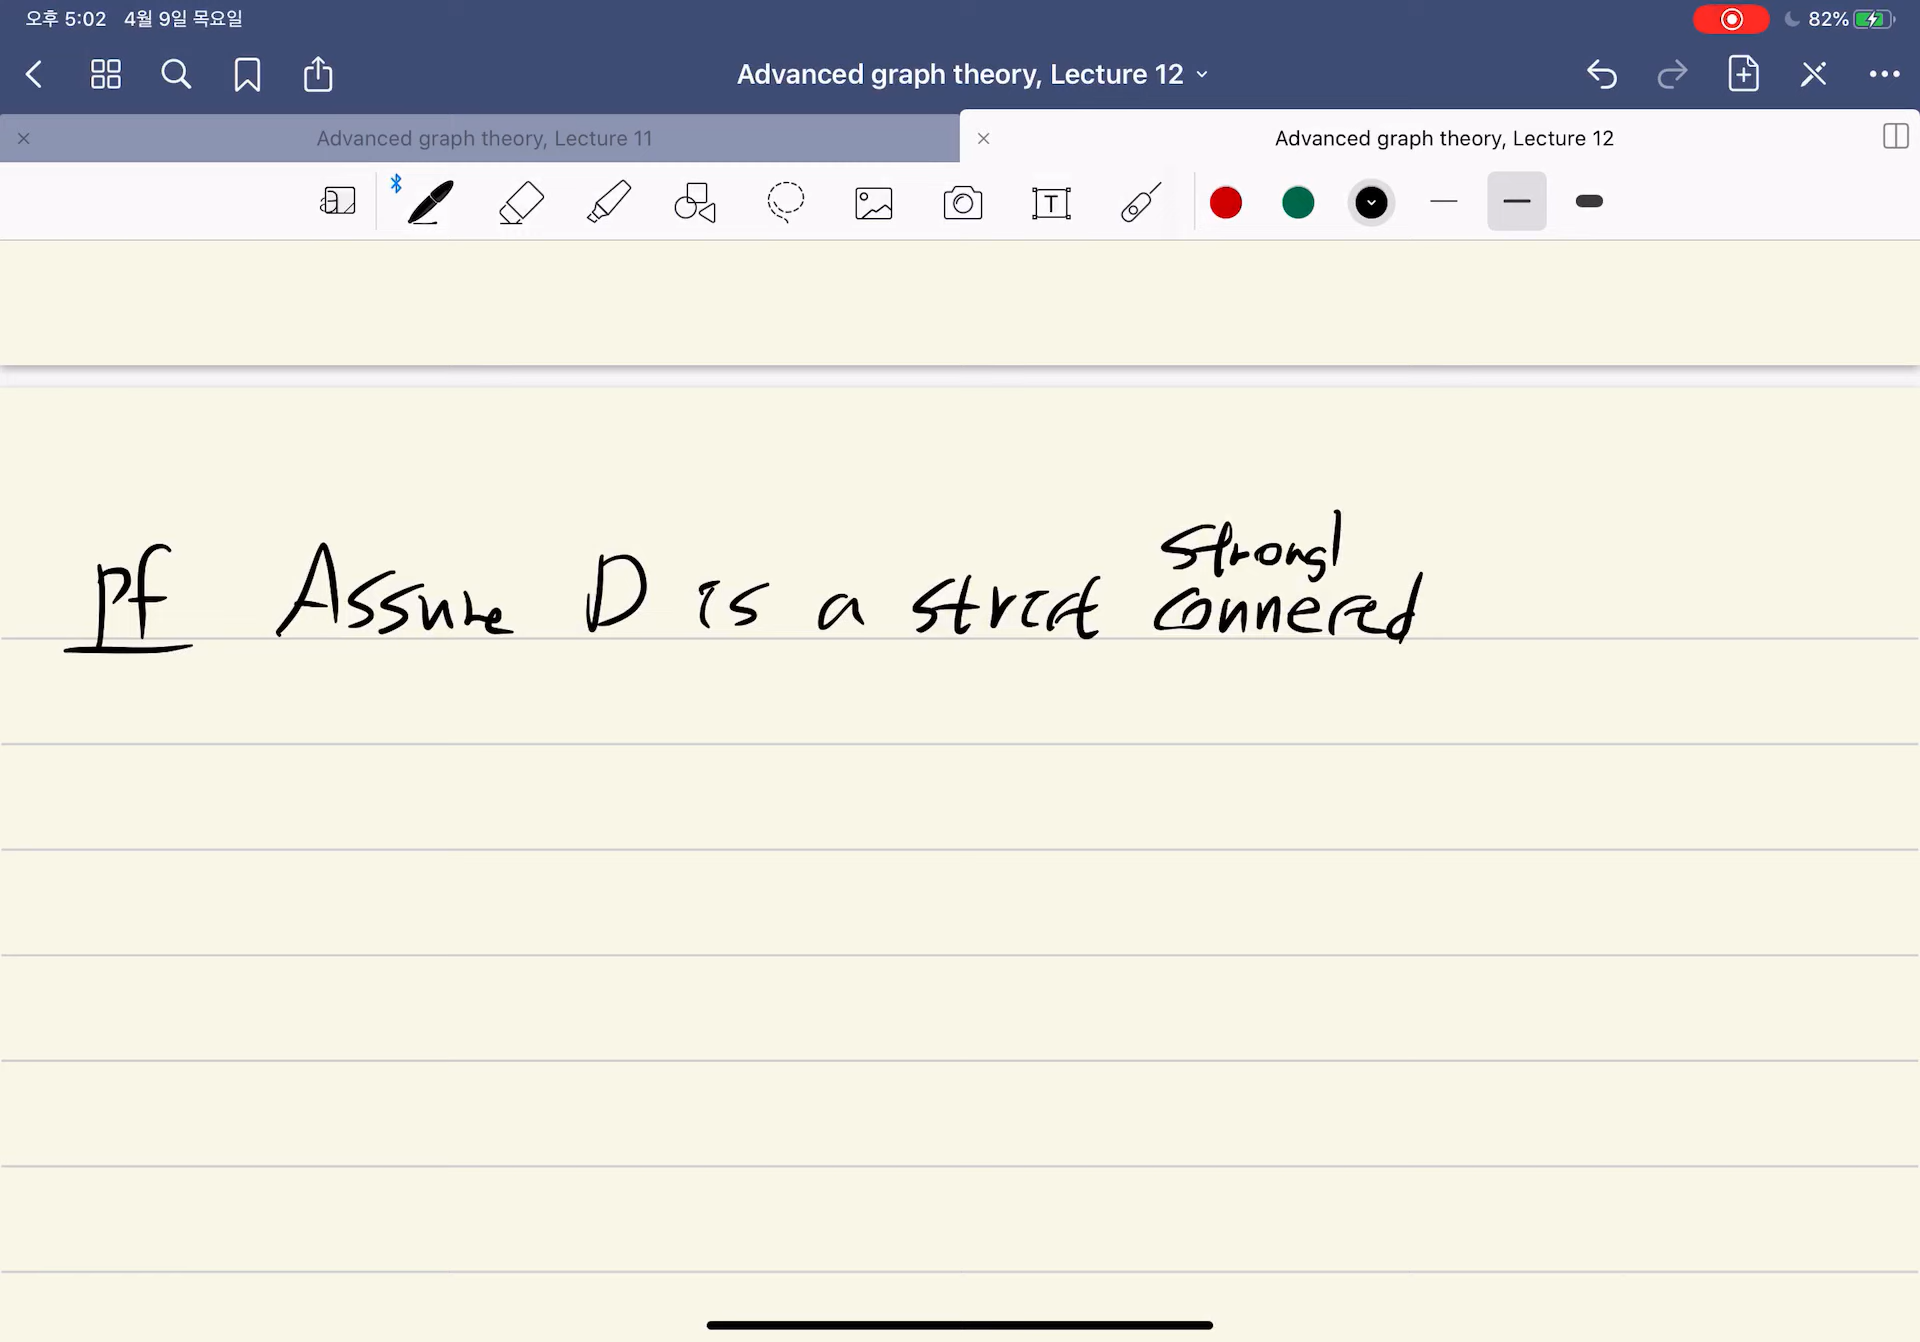 오후 5:02 4월 9일 목요일
82%
Advanced graph theory, Lecture 12
Advanced graph theory, Lecture 11
Advanced graph theory, Lecture 12
strongl
pf Assume D is a strict connected